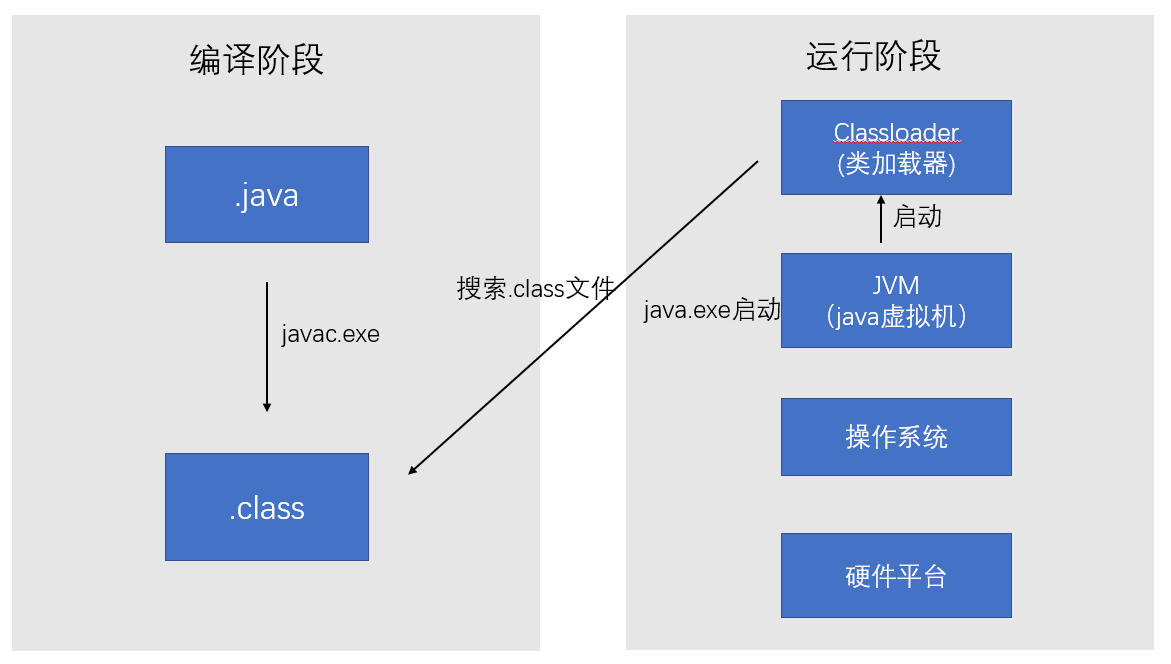 编译阶段
.java
javac.exe
.class
搜索.class文件
运行阶段
Classloader
(类加载器)
启动
java.exe启动
JVM
（java虚拟机）
操作系统
硬件平台